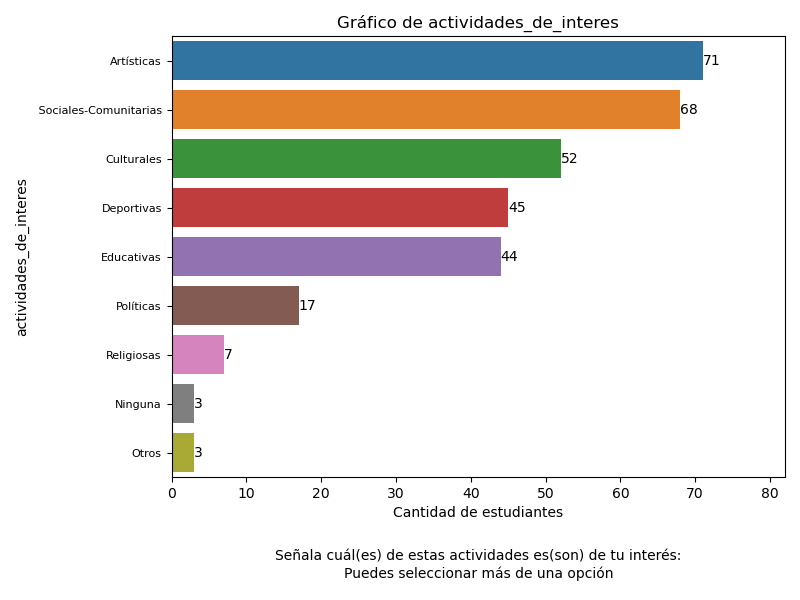 Gráfico de actividades_de_interes
Artísticas
71
Sociales-Comunitarias
68
Culturales
52
Deportivas
45
Educativas
44
Políticas
17
Religiosas
7
Ninguna
3
Otros
3
actividades_de_interes
0 10 20 30 40 50 60 70 80
Cantidad de estudiantes
Señala cuál(es) de estas actividades es(son) de tu interés:
Puedes seleccionar más de una opción